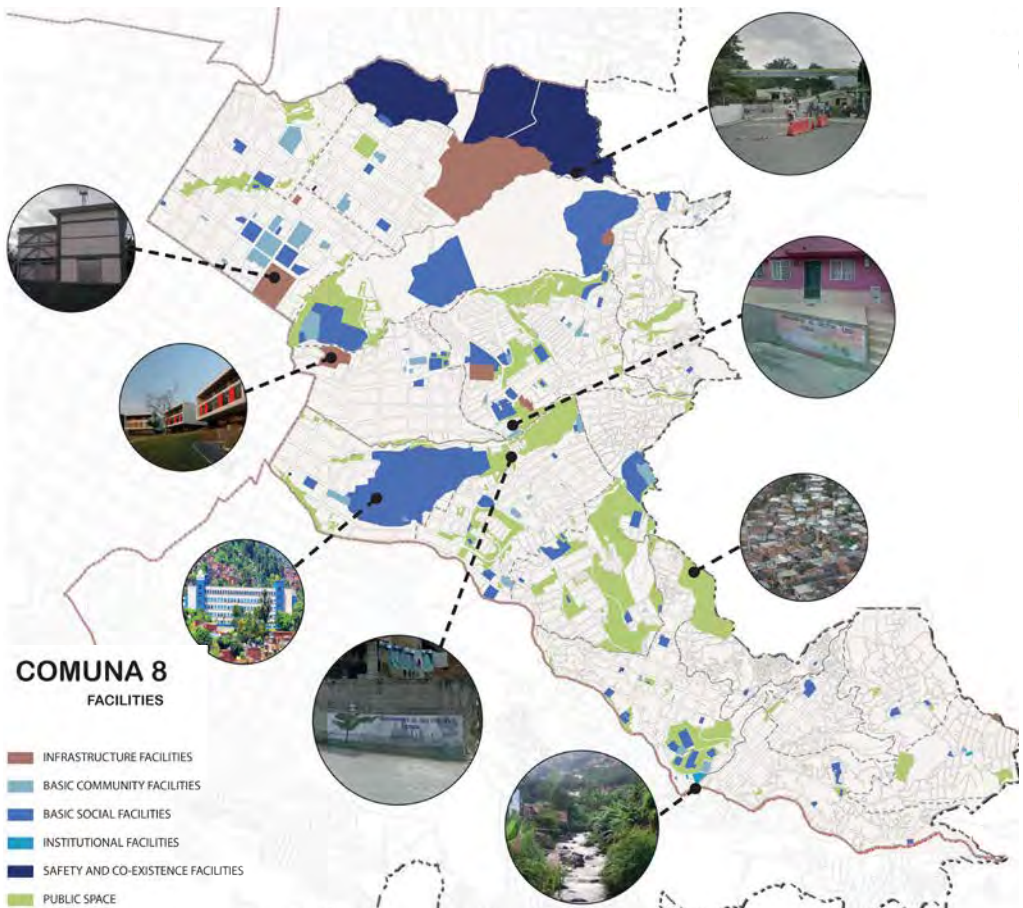 COMUNA 8
FACILITIES
INFRASTRUCTURE FACILITIES
BASIC COMMUNITY FACILITIES
BASIC SOCIAL FACILITIES
INSTITUTIONAL FACILITIES
SAFETY AND CO-EXISTENCE FACILITIES
PUBLIC SPACE